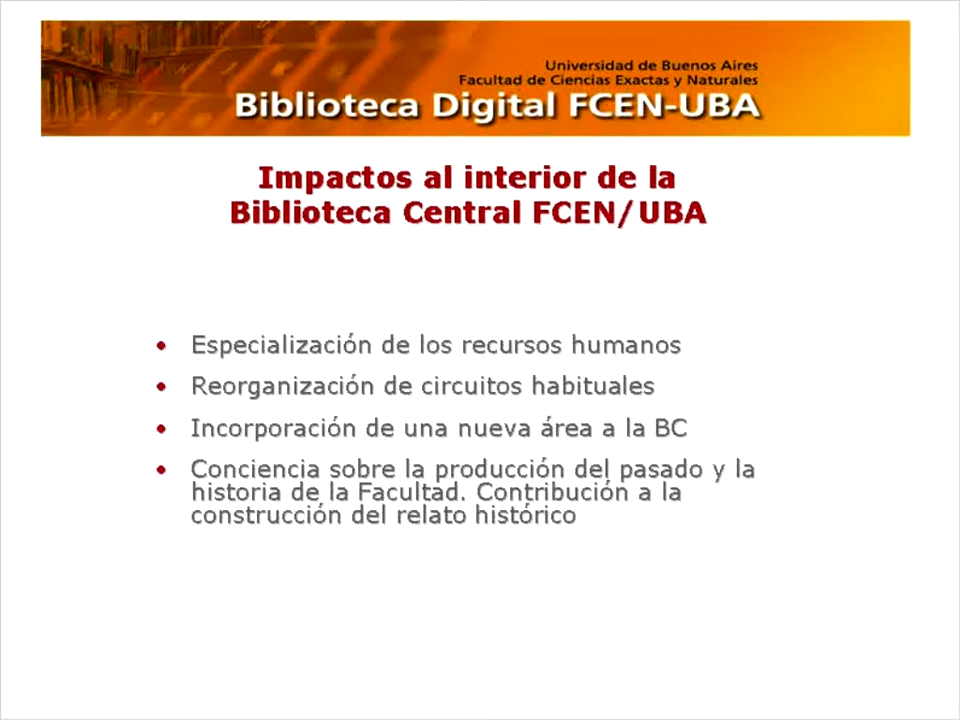 Universidad de Buenos Aires
Facultad de Ciencias Exactas y Naturales
Biblioteca Digital FCEN-UBA
Impactos al interior de la
Biblioteca Central FCEN/UBA
• Especialización de los recursos humanos
• Reorganización de circuitos habituales
• Incorporación de una nueva área a la BC
• Conciencia sobre la producción del pasado y la
historia de la Facultad. Contribución a la
construcción del relato histórico